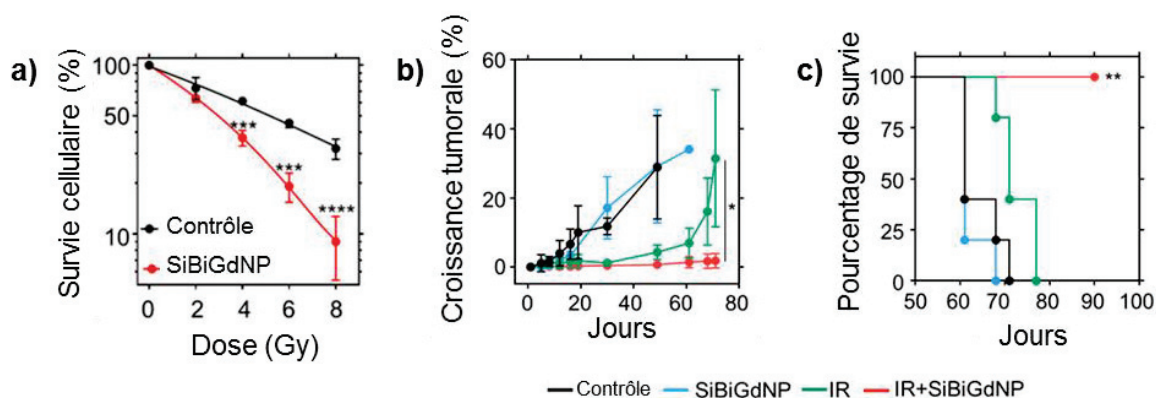 a)
Survie cellulaire (%)
100
50
10
***
***
****
Contrôle
SiBiGdNP
0 2 4 6 8
Dose (Gy)
b)
Croissance tumorale (%)
60
40
20
0
*
0 20 40 60 80
Jours
c)
Pourcentage de survie
100
75
50
25
0
**
50 60 70 80 90 100
Jours
Contrôle SiBiGdNP IR IR+SiBiGdNP